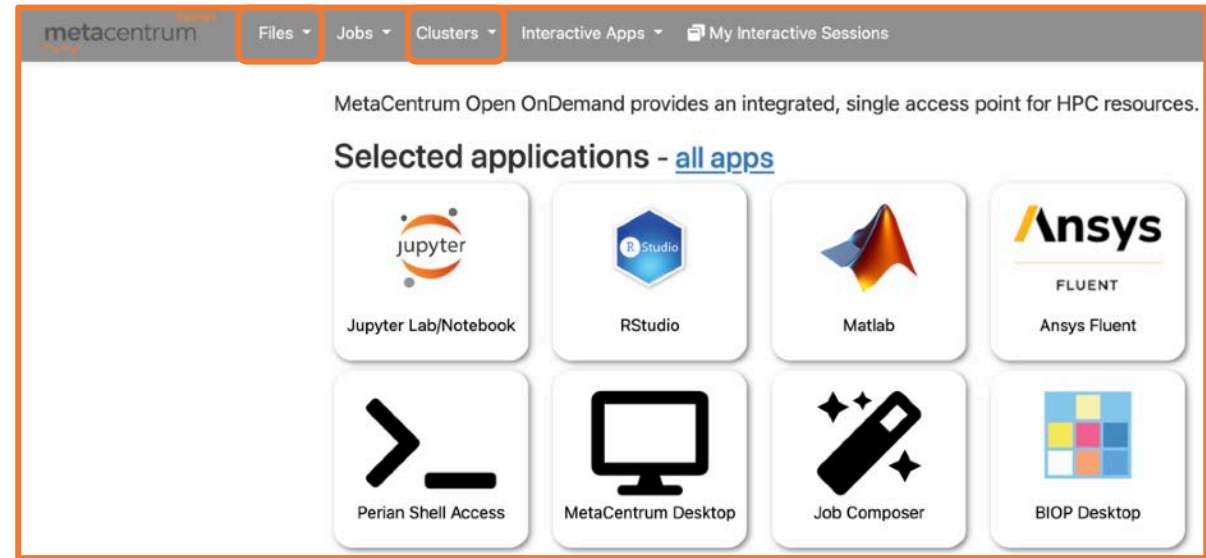 metacentrum Files Jobs Clusters Interactive Apps My Interactive Sessions
MetaCentrum Open OnDemand provides an integrated, single access point for HPC resources.
Selected applications - all apps
jupyter R Studio Ansys
FLUENT
Jupyter Lab/Notebook RStudio Matlab Ansys Fluent
Perian Shell Access MetaCentrum Desktop Job Composer BIOP Desktop